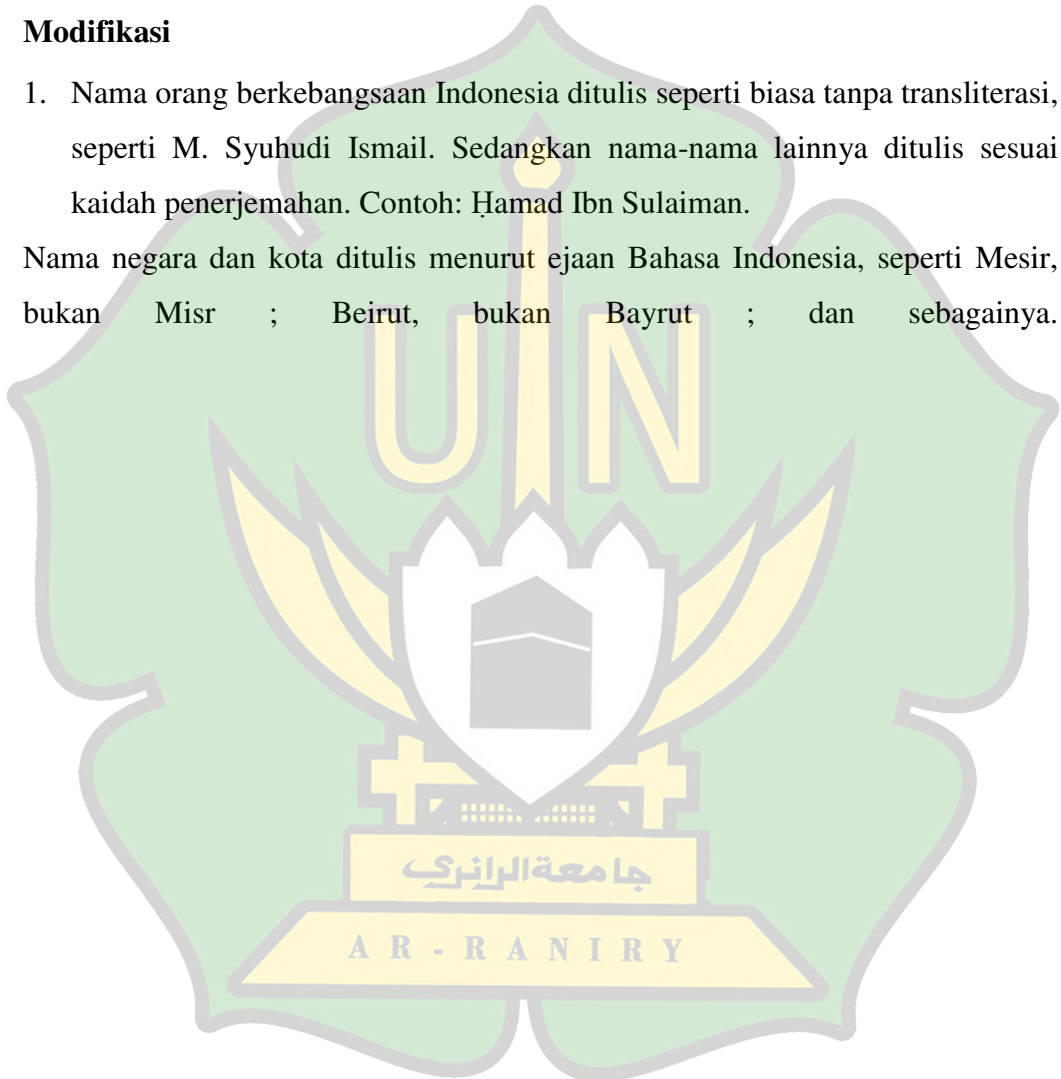 Modifikasi
1. Nama orang berkebangsaan Indonesia ditulis seperti biasa tanpa transliterasi,
seperti M. Syuhudi Ismail. Sedangkan nama-nama lainnya ditulis sesuai
kaidah penerjemahan. Contoh: Ḥamad Ibn Sulaiman.
Nama negara dan kota ditulis menurut ejaan Bahasa Indonesia, seperti Mesir,
bukan Misr ; Beirut, bukan Bayrut ; dan sebagainya.
UIN
جامعةالرانري
AR-RANIRY